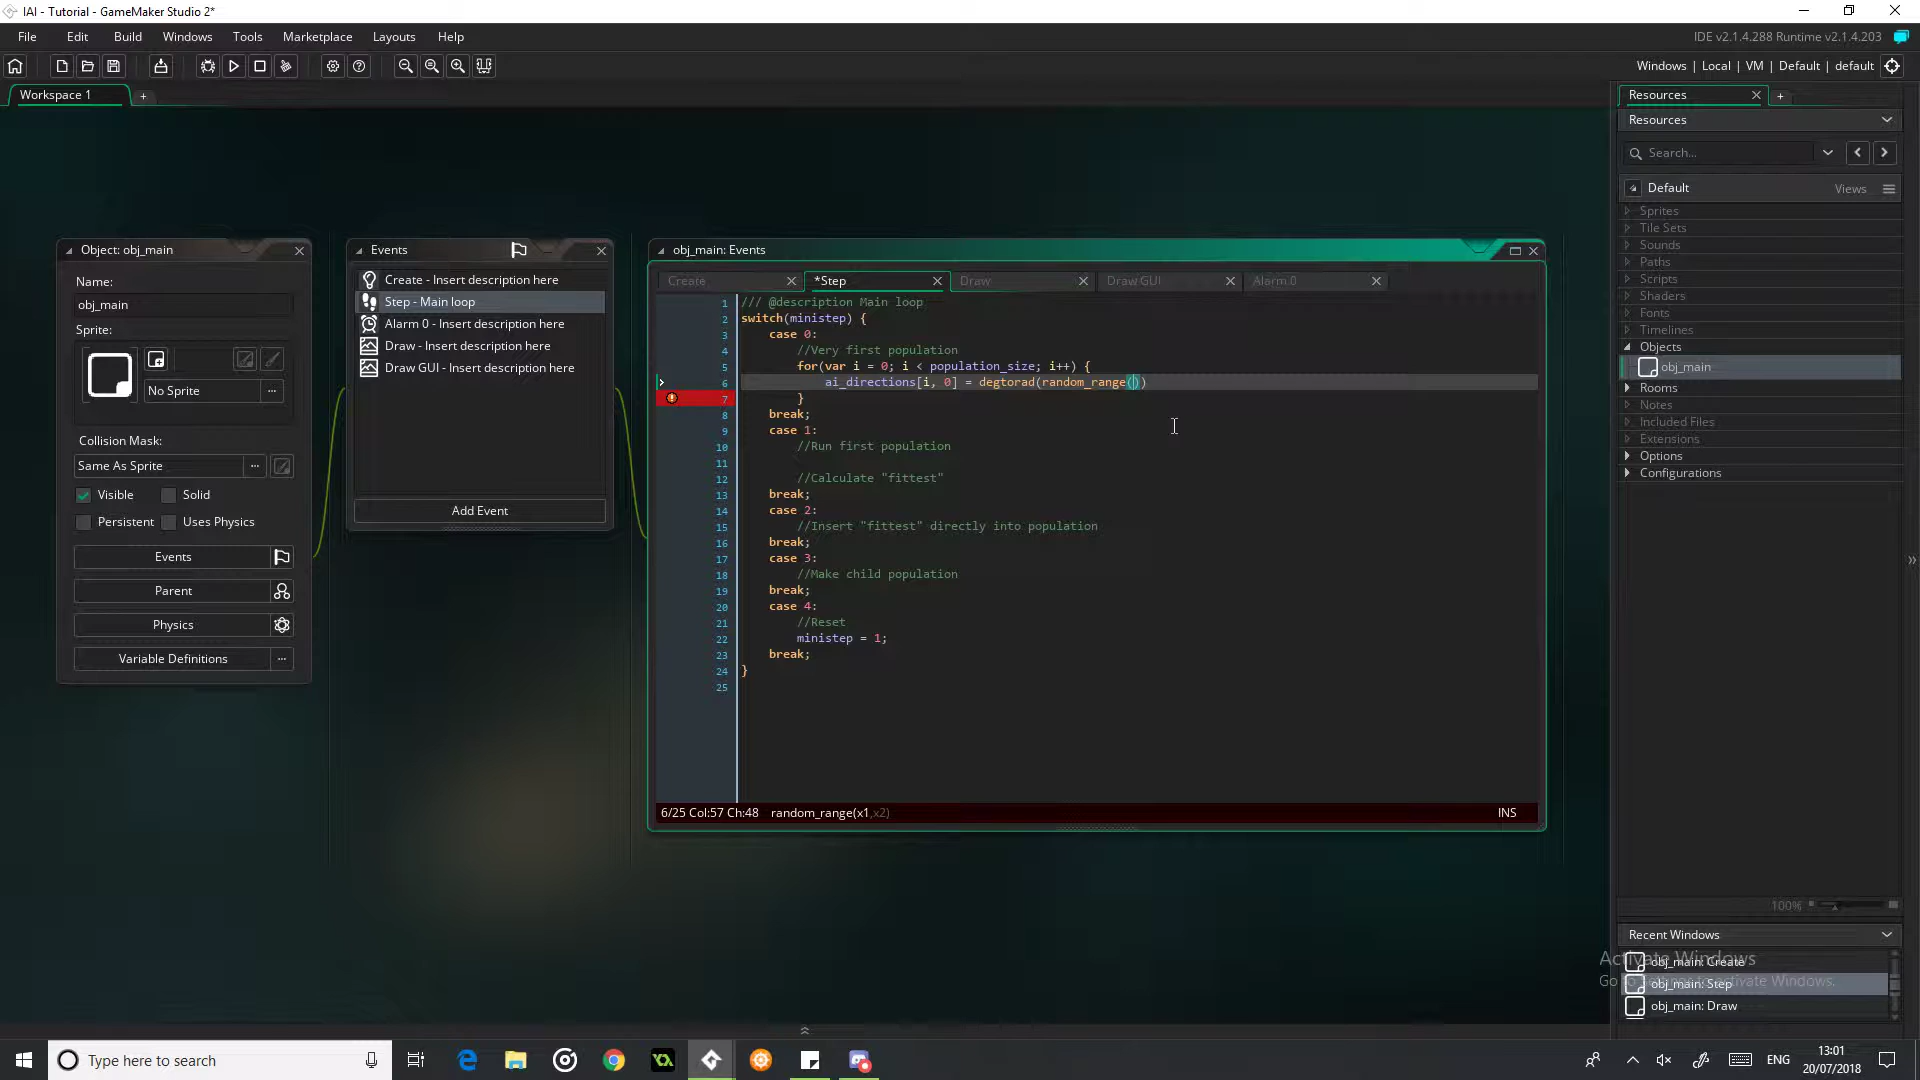 IAI - Tutorial - GameMaker Studio 2*
File Edit Build Windows Tools Marketplace Layouts Help
IDE v2.1.4.288 Runtime v2.1.4.203
Windows | Local | VM | Default | default
Workspace 1
Resources
Resources
Search...
Default
Views
Sprites
Tile Sets
Sounds
Paths
Scripts
Shaders
Fonts
Timelines
Objects
obj_main
Rooms
Notes
Included Files
Extensions
Options
Configurations
Object: obj_main
Name:
obj_main
Sprite:
No Sprite
Collision Mask:
Same As Sprite
Visible Solid
Persistent Uses Physics
Events
Parent
Physics
Variable Definitions
Events
Create - Insert description here
Step - Main loop
Alarm 0 - Insert description here
Draw - Insert description here
Draw GUI - Insert description here
Add Event
obj_main: Events
Create *Step Draw Draw GUI Alarm 0
1 /// @description Main loop
2 switch(ministep) {
3 case 0:
4 //Very first population
5 for(var i = 0; i < population_size; i++) {
6 ai_directions[i, 0] = degtorad(random_range())
7 }
8 break;
9 case 1:
10 //Run first population
11
12 //Calculate "fittest"
13 break;
14 case 2:
15 //Insert "fittest" directly into population
16 break;
17 case 3:
18 //Make child population
19 break;
20 case 4:
21 //Reset
22 ministep = 1;
23 break;
24 }
25
6/25 Col:57 Ch:48 random_range(x1,x2) INS
100%
Recent Windows
obj_main: Create
obj_main: Step
obj_main: Draw
Activate Windows
Go to Settings to activate Windows.
Type here to search
ENG
13:01
20/07/2018